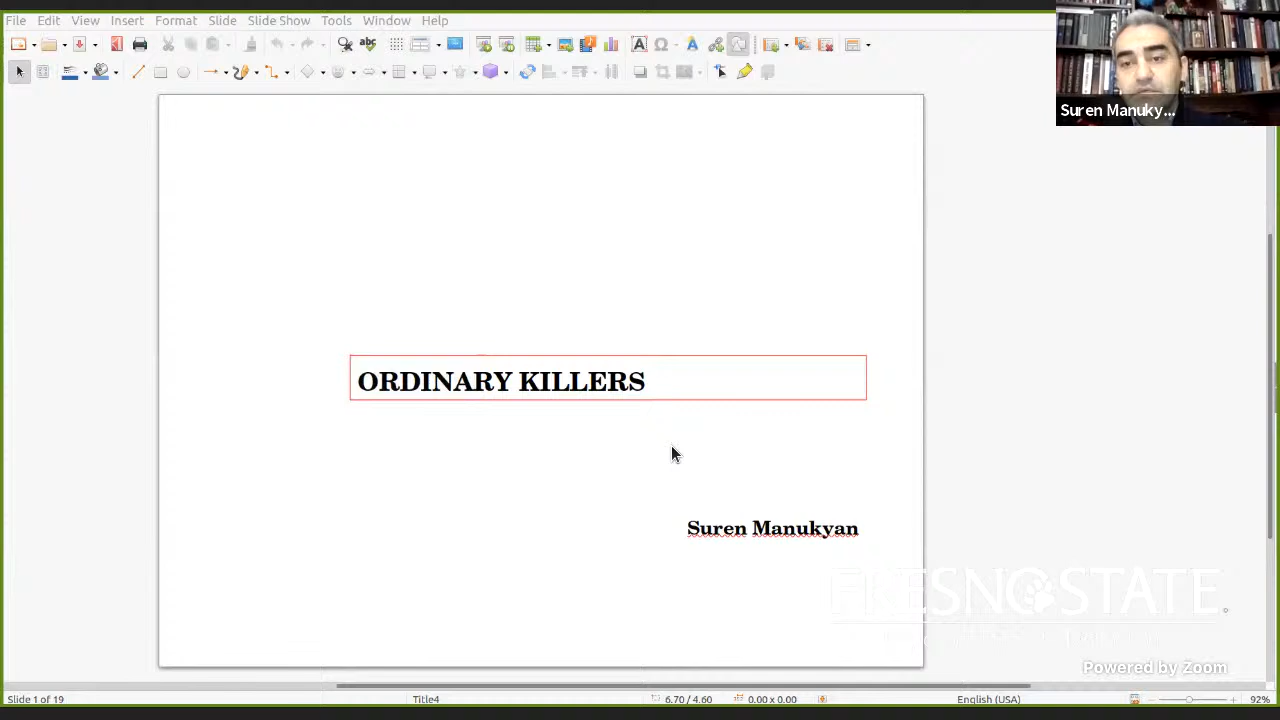 File Edit View Insert Format Slide Slide Show Tools Window Help
Suren Manuky...
ORDINARY KILLERS
Suren Manukyan
FRESNO STATE
Powered by Zoom
Slide 1 of 19 Title4 6.70 / 4.60 0.00 x 0.00 English (USA) 92%